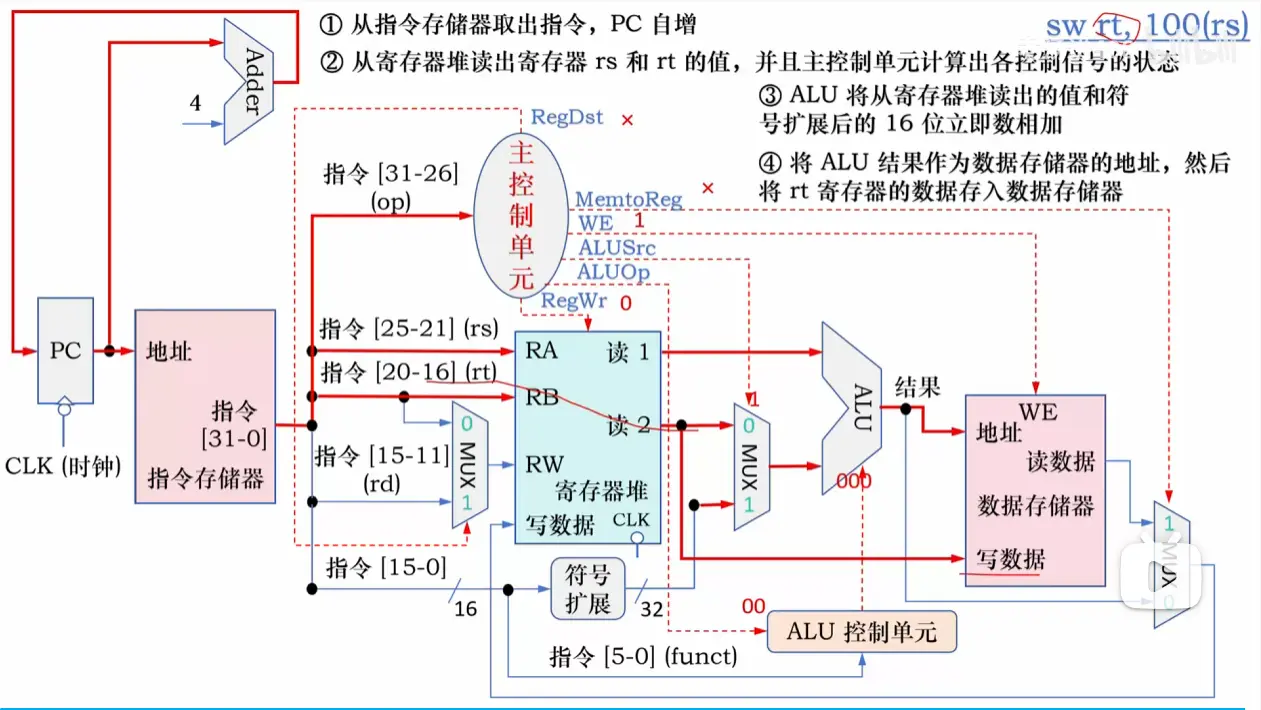 ① 从指令存储器取出指令，PC 自增
sw rt, 100(rs)
② 从寄存器堆读出寄存器 rs 和 rt 的值，并且主控制单元计算出各控制信号的状态
③ ALU 将从寄存器堆读出的值和符
号扩展后的 16 位立即数相加
④ 将 ALU 结果作为数据存储器的地址，然后
将 rt 寄存器的数据存入数据存储器
Adder
4
RegDst ×
主控制单元
指令 [31-26]
(op)
MemtoReg ×
WE 1
ALUSrc
ALUOp
RegWr 0
PC
CLK (时钟)
地址
指令
[31-0]
指令存储器
指令 [25-21] (rs)
指令 [20-16] (rt)
指令 [15-11]
(rd)
0
MUX
1
RA
读 1
RB
读 2
RW
寄存器堆
写数据
CLK
1
0
MUX
1
ALU
000
结果
WE
地址
读数据
数据存储器
写数据
1
MUX
0
指令 [15-0]
16
符号
扩展
32
00
ALU 控制单元
指令 [5-0] (funct)